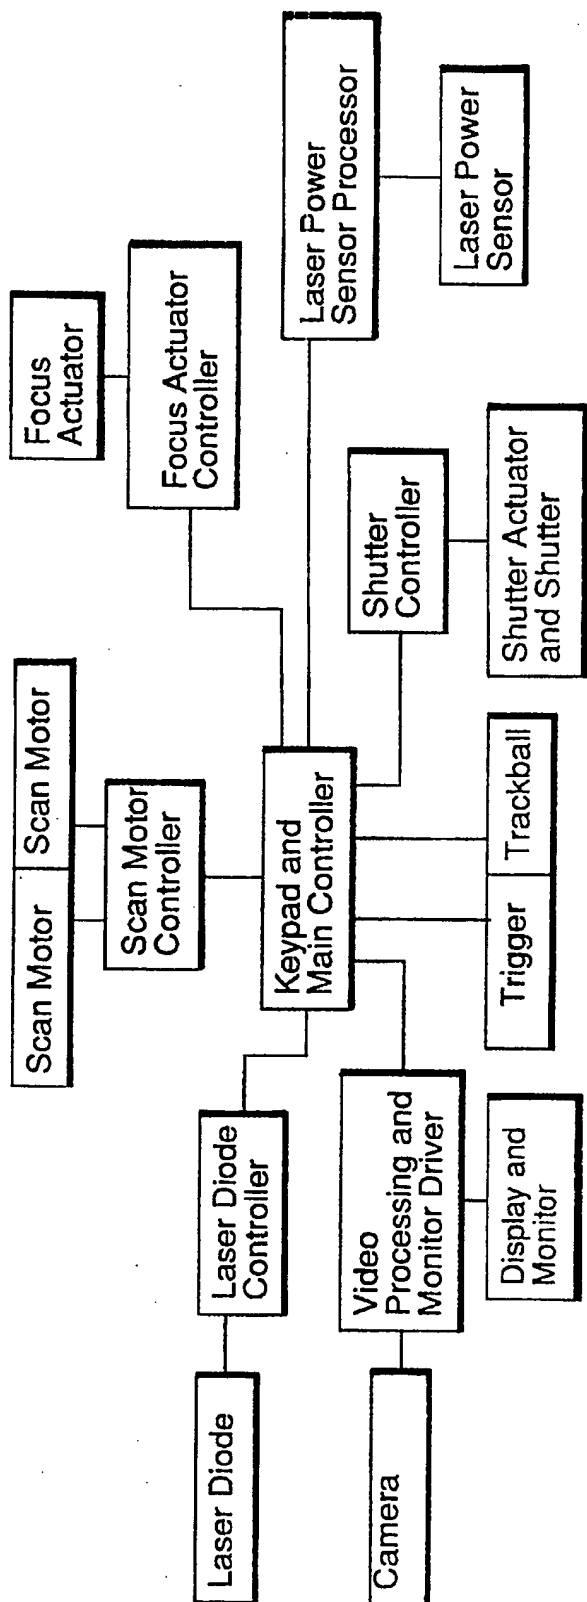 Scan Motor
Scan Motor
Focus
Actuator
Scan Motor
Controller
Focus Actuator
Controller
Laser Diode
Laser Diode
Controller
Keypad and
Main Controller
Laser Power
Sensor Processor
Camera
Video
Processing and
Monitor Driver
Shutter
Controller
Laser Power
Sensor
Display and
Monitor
Trigger
Trackball
Shutter Actuator
and Shutter